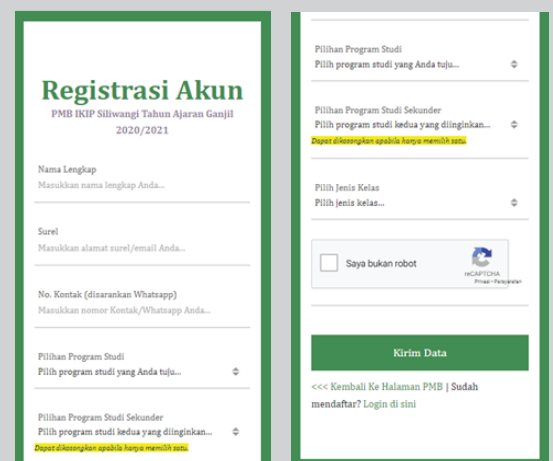 Registrasi Akun
PMB IKIP Siliwangi Tahun Ajaran Ganjil
2020/2021
Nama Lengkap
Masukkan nama lengkap Anda...
Surel
Masukkan alamat surel/email Anda...
No. Kontak (disarankan Whatsapp)
Masukkan nomor Kontak/Whatsapp Anda...
Pilihan Program Studi
Pilih program studi yang Anda tuju...
Pilihan Program Studi Sekunder
Pilih program studi kedua yang diinginkan...
Dapat dikosongkan apabila hanya memilih satu.
Pilihan Program Studi
Pilih program studi yang Anda tuju...
Pilihan Program Studi Sekunder
Pilih program studi kedua yang diinginkan...
Dapat dikosongkan apabila hanya memilih satu.
Pilih Jenis Kelas
Pilih jenis kelas...
Saya bukan robot
reCAPTCHA
Privasi - Persyaratan
Kirim Data
<<< Kembali Ke Halaman PMB | Sudah
mendaftar? Login di sini